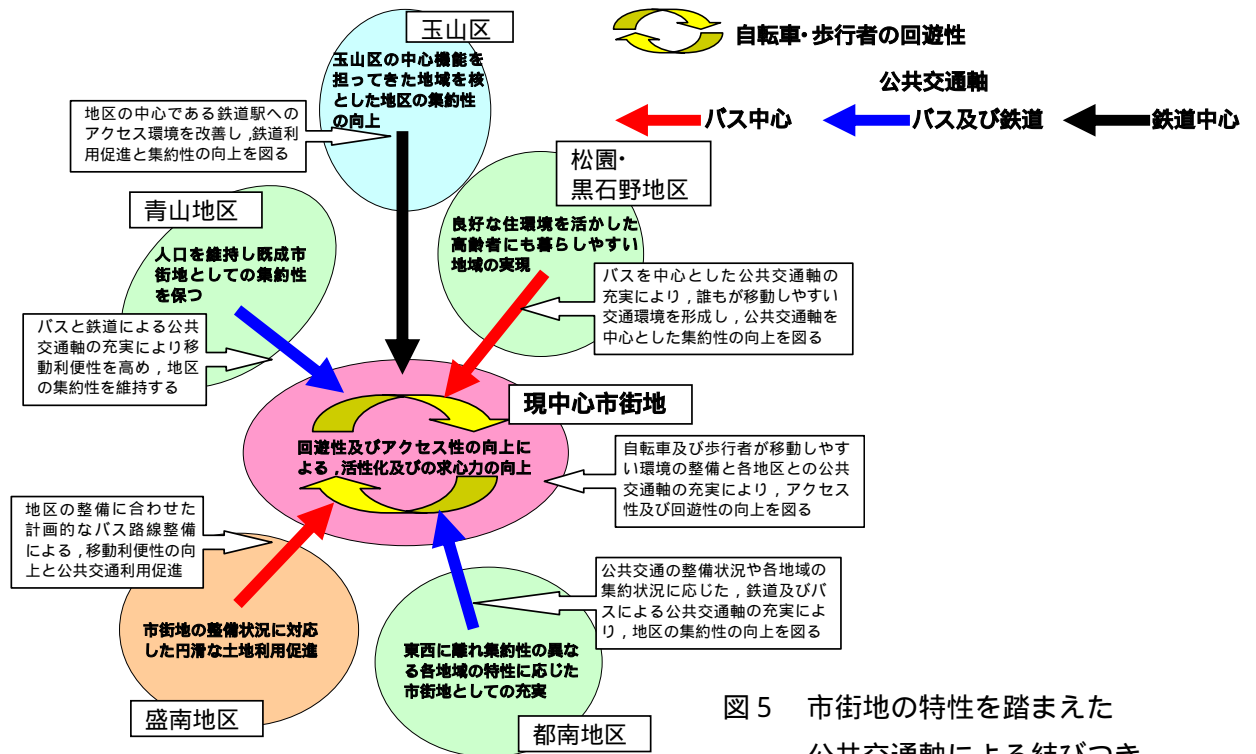 玉山区
玉山区の中心機能を
担ってきた地域を核
とした地区の集約性
の向上
自転車・歩行者の回遊性
公共交通軸
バス中心
バス及び鉄道
鉄道中心
地区の中心である鉄道駅への
アクセス環境を改善し,鉄道利
用促進と集約性の向上を図る
松園・
黒石野地区
良好な住環境を活かした
高齢者にも暮らしやすい
地域の実現
青山地区
人口を維持し既成市
街地としての集約性
を保つ
バスを中心とした公共交通軸の
充実により,誰もが移動しやすい
交通環境を形成し,公共交通軸を
中心とした集約性の向上を図る
バスと鉄道による公共
交通軸の充実により移
動利便性を高め,地区
の集約性を維持する
現中心市街地
回遊性及びアクセス性の向上に
よる,活性化及びの求心力の向上
自転車及び歩行者が移動しやす
い環境の整備と各地区との公共
交通軸の充実により,アクセス
性及び回遊性の向上を図る
地区の整備に合わせた
計画的なバス路線整備
による,移動利便性の向
上と公共交通利用促進
市街地の整備状況に対応
した円滑な土地利用促進
盛南地区
公共交通の整備状況や各地域の
集約状況に応じた,鉄道及びバ
スによる公共交通軸の充実によ
り,地区の集約性の向上を図る
東西に離れ集約性の異な
る各地域の特性に応じた
市街地としての充実
都南地区
図5 市街地の特性を踏まえた
公共交通軸による結びつき